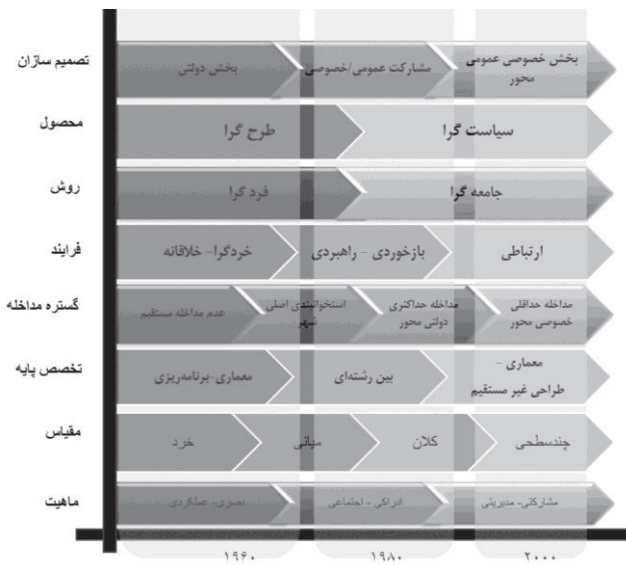 تصمیم سازان
بخش دولتی
مشارکت عمومی/خصوصی
بخش خصوصی عمومی
محور
محصول
طرح گرا
سیاست گرا
روش
فرد گرا
جامعه گرا
فرایند
خردگرا- خلاقانه
بازخوردی - راهبردی
ارتباطی
گستره مداخله
عدم مداخله مستقیم
استخوانبندی اصلی
شهر
مداخله حداکثری
دولتی محور
مداخله حداقلی
خصوصی محور
تخصص پایه
معماری-برنامه‌ریزی
بین رشته‌ای
معماری -
طراحی غیر مستقیم
مقیاس
خرد
میانی
کلان
چندسطحی
ماهیت
بصری- عملکردی
ادراکی - اجتماعی
مشارکتی- مدیریتی
۱۹۶۰
۱۹۸۰
۲۰۰۰